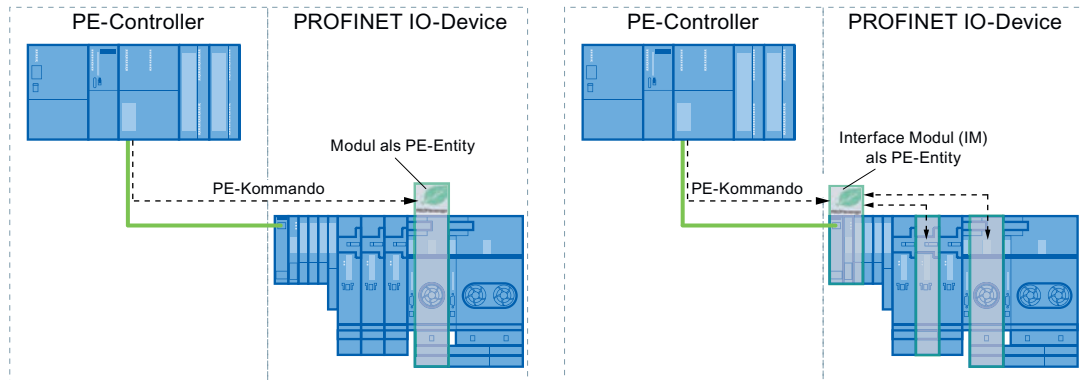 PE-Controller
PROFINET IO-Device
Modul als PE-Entity
PE-Kommando
PE-Controller
PROFINET IO-Device
Interface Modul (IM)
als PE-Entity
PE-Kommando